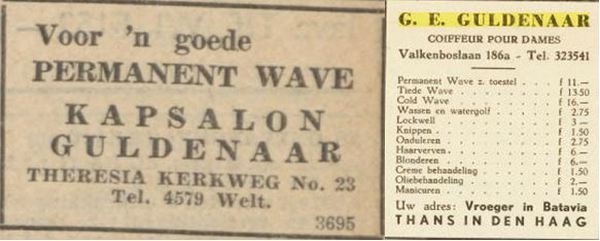 Voor 'n goede
PERMANENT WAVE
KAPSALON
GULDENAAR
THERESIA KERKWEG No. 23
Tel. 4579 Welt.
3695
G. E. GULDENAAR
COIFFEUR POUR DAMES
Valkenboslaan 186a - Tel. 323541
Permanent Wave z. toestel . . . f 11.—
Tiede Wave . . . . . . . . f 13.50
Cold Wave . . . . . . . . f 16.—
Wassen en watergolf . . . . . f 2.75
Lockwell . . . . . . . . f 3.—
Knippen . . . . . . . . . f 1.50
Onduleren . . . . . . . . f 2.75
Haarverven . . . . . . . . f 6.—
Blonderen . . . . . . . . f 6.—
Creme behandeling . . . . . f 1.50
Oliebehandeling . . . . . . f 2.—
Manicuren . . . . . . . . f 1.50
Uw adres: Vroeger in Batavia
THANS IN DEN HAAG